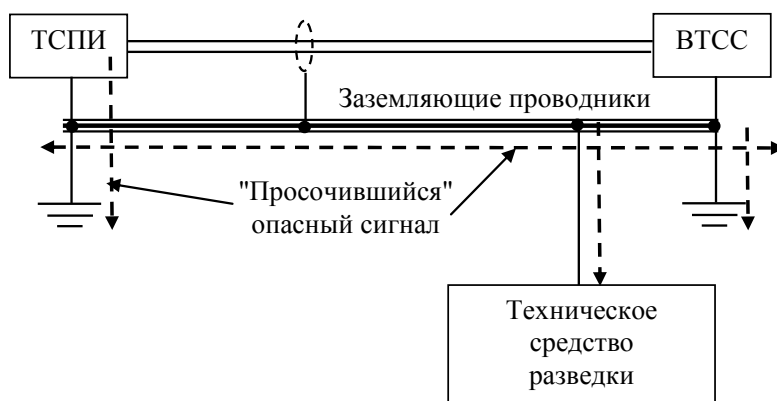 ТСПИ
ВТСС
Заземляющие проводники
"Просочившийся"
опасный сигнал
Техническое
средство
разведки